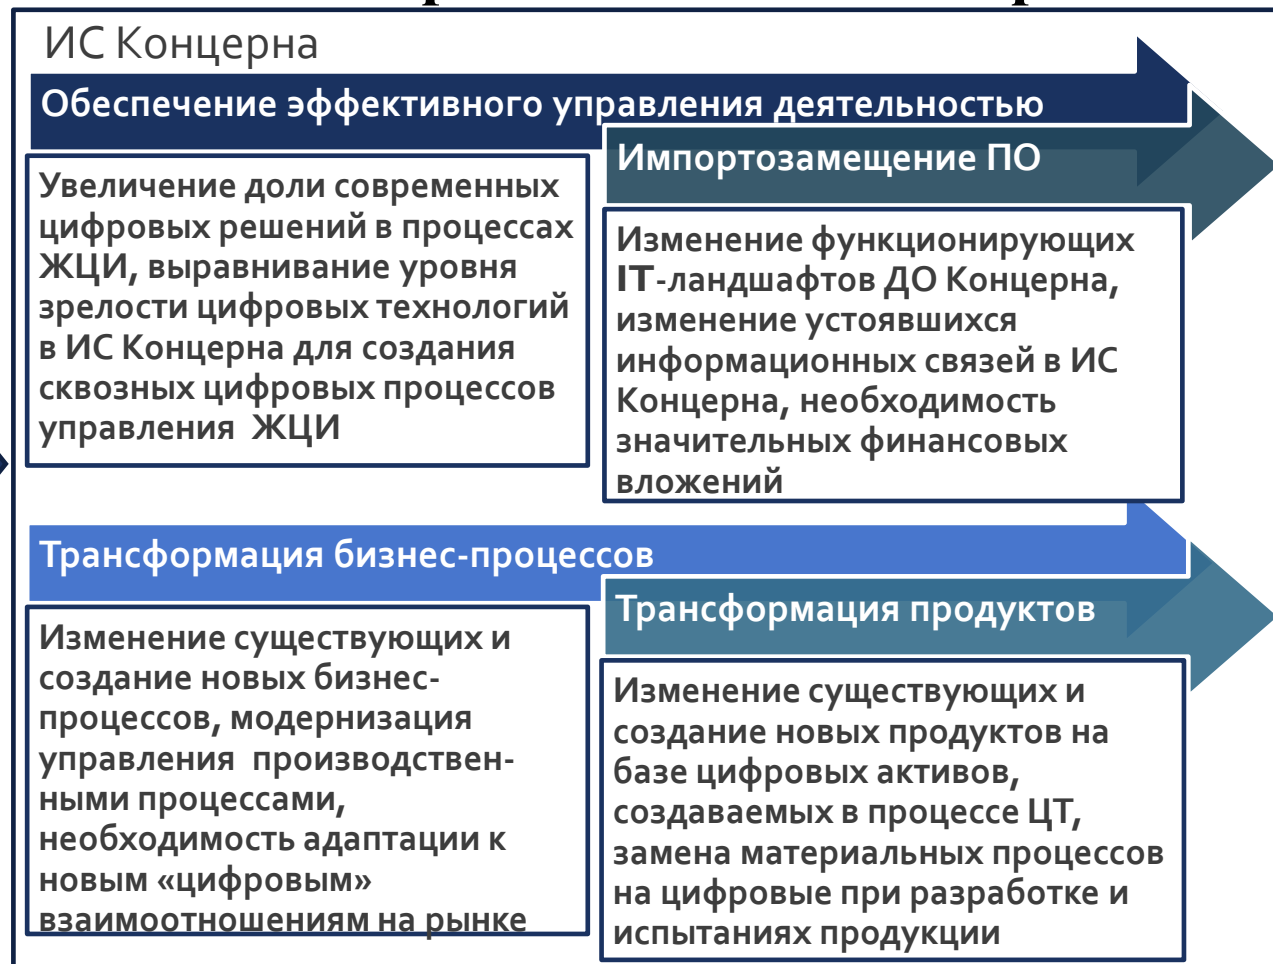 ИС Концерна
Обеспечение эффективного управления деятельностью
Увеличение доли современных
цифровых решений в процессах
ЖЦИ, выравнивание уровня
зрелости цифровых технологий
в ИС Концерна для создания
сквозных цифровых процессов
управления ЖЦИ
Импортозамещение ПО
Изменение функционирующих
IT-ландшафтов ДО Концерна,
изменение устоявшихся
информационных связей в ИС
Концерна, необходимость
значительных финансовых
вложений
Трансформация бизнес-процессов
Изменение существующих и
создание новых бизнес-
процессов, модернизация
управления производствен-
ными процессами,
необходимость адаптации к
новым «цифровым»
взаимоотношениям на рынке
Трансформация продуктов
Изменение существующих и
создание новых продуктов на
базе цифровых активов,
создаваемых в процессе ЦТ,
замена материальных процессов
на цифровые при разработке и
испытаниях продукции